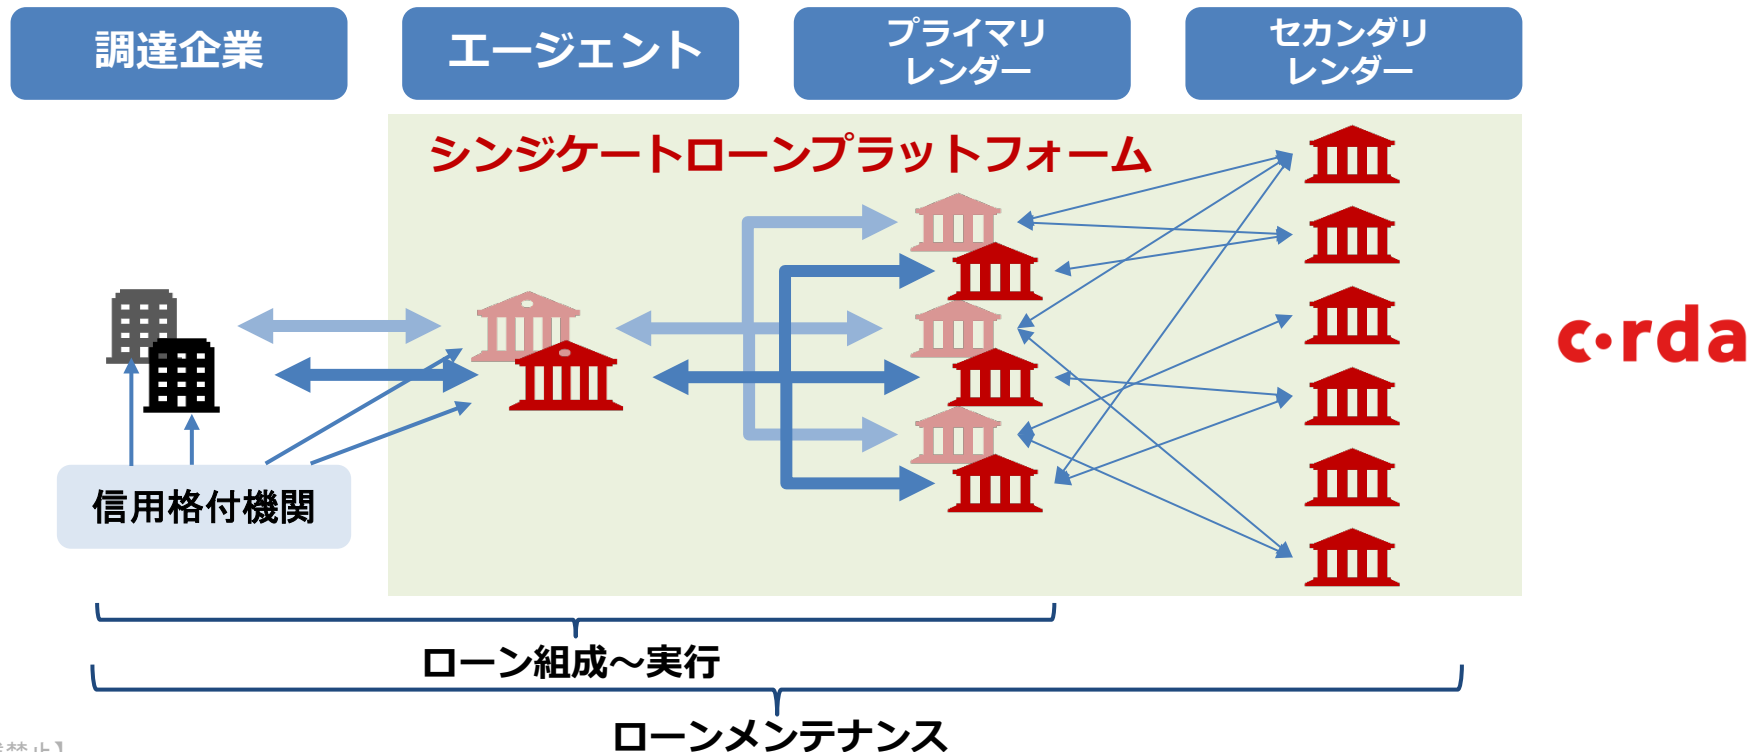 調達企業
エージェント
プライマリ
レンダー
セカンダリ
レンダー
シンジケートローンプラットフォーム
c・rda
信用格付機関
ローン組成～実行
ローンメンテナンス
禁止】